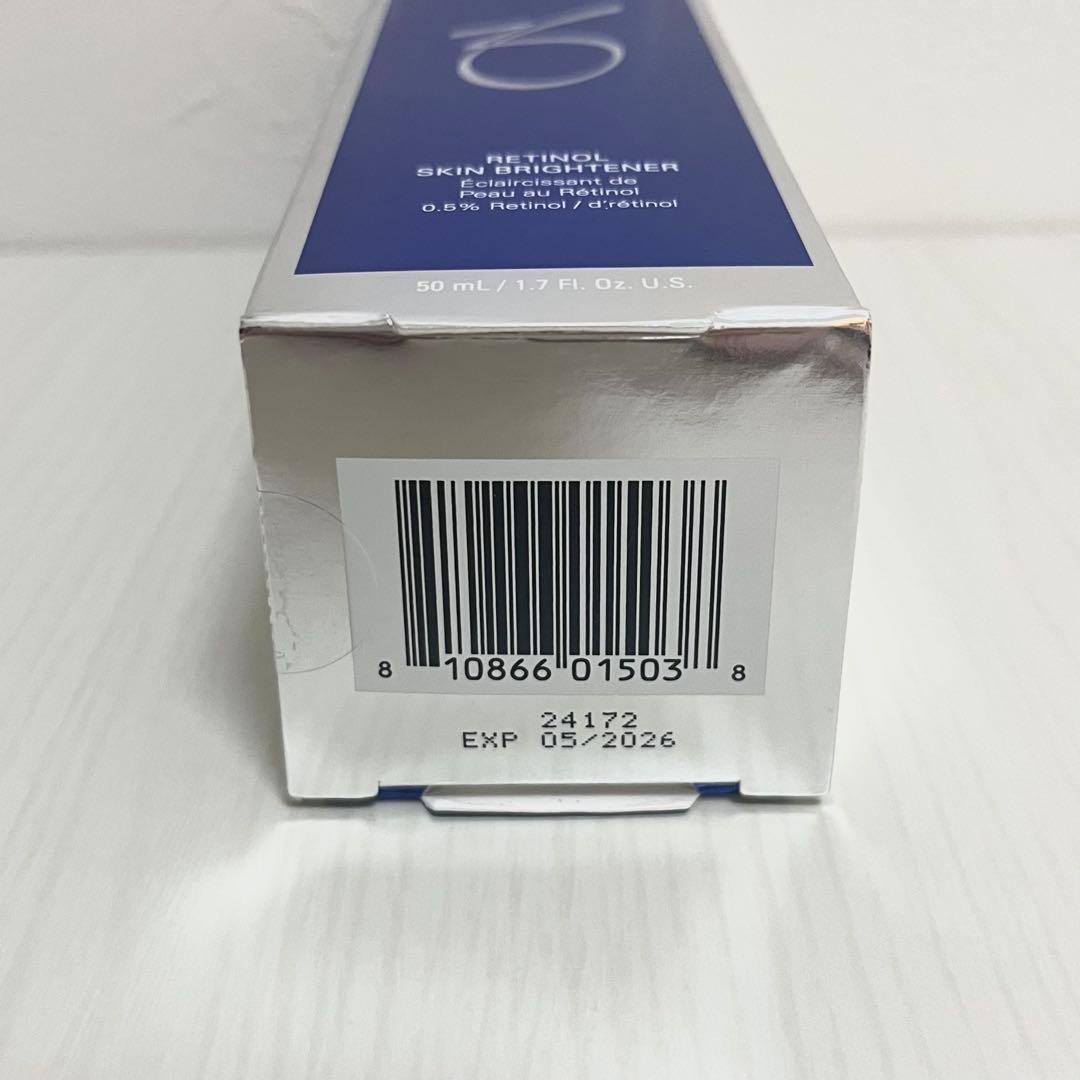 RETINOL
SKIN BRIGHTENER
Éclaircissant de
Peau au Rétinol
0.5% Retinol / d'rétinol
50 mL / 1.7 Fl. Oz. U.S.
8 10866 01503 8
24172
EXP 05/2026